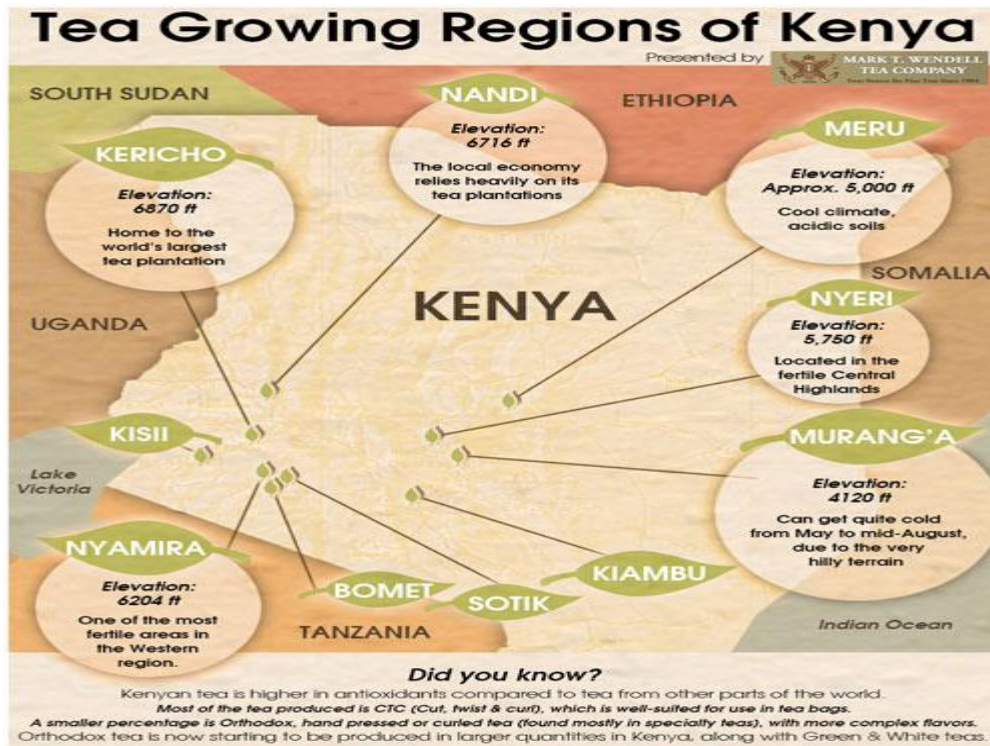 Tea Growing Regions of Kenya
Presented by
MARK T. WENDELL
TEA COMPANY
SOUTH SUDAN
NANDI
Elevation:
6716 ft
The local economy
relies heavily on its
tea plantations
ETHIOPIA
KERICHO
Elevation:
6870 ft
Home to the
world's largest
tea plantation
MERU
Elevation:
Approx. 5,000 ft
Cool climate,
acidic soils
SOMALIA
UGANDA
KENYA
NYERI
Elevation:
5,750 ft
Located in the
fertile Central
Highlands
KISII
Lake
Victoria
MURANG'A
Elevation:
4120 ft
Can get quite cold
from May to mid-August,
due to the very
hilly terrain
NYAMIRA
Elevation:
6204 ft
One of the most
fertile areas in
the Western
region.
BOMET
SOTIK
KIAMBU
TANZANIA
Indian Ocean
Did you know?
Kenyan tea is higher in antioxidants compared to tea from other parts of the world.
Most of the tea produced is CTC (Cut, twist & curl), which is well-suited for use in tea bags.
A smaller percentage is Orthodox, hand pressed or curled tea (found mostly in specialty teas), with more complex flavors.
Orthodox tea is now starting to be produced in larger quantities in Kenya, along with Green & White teas.